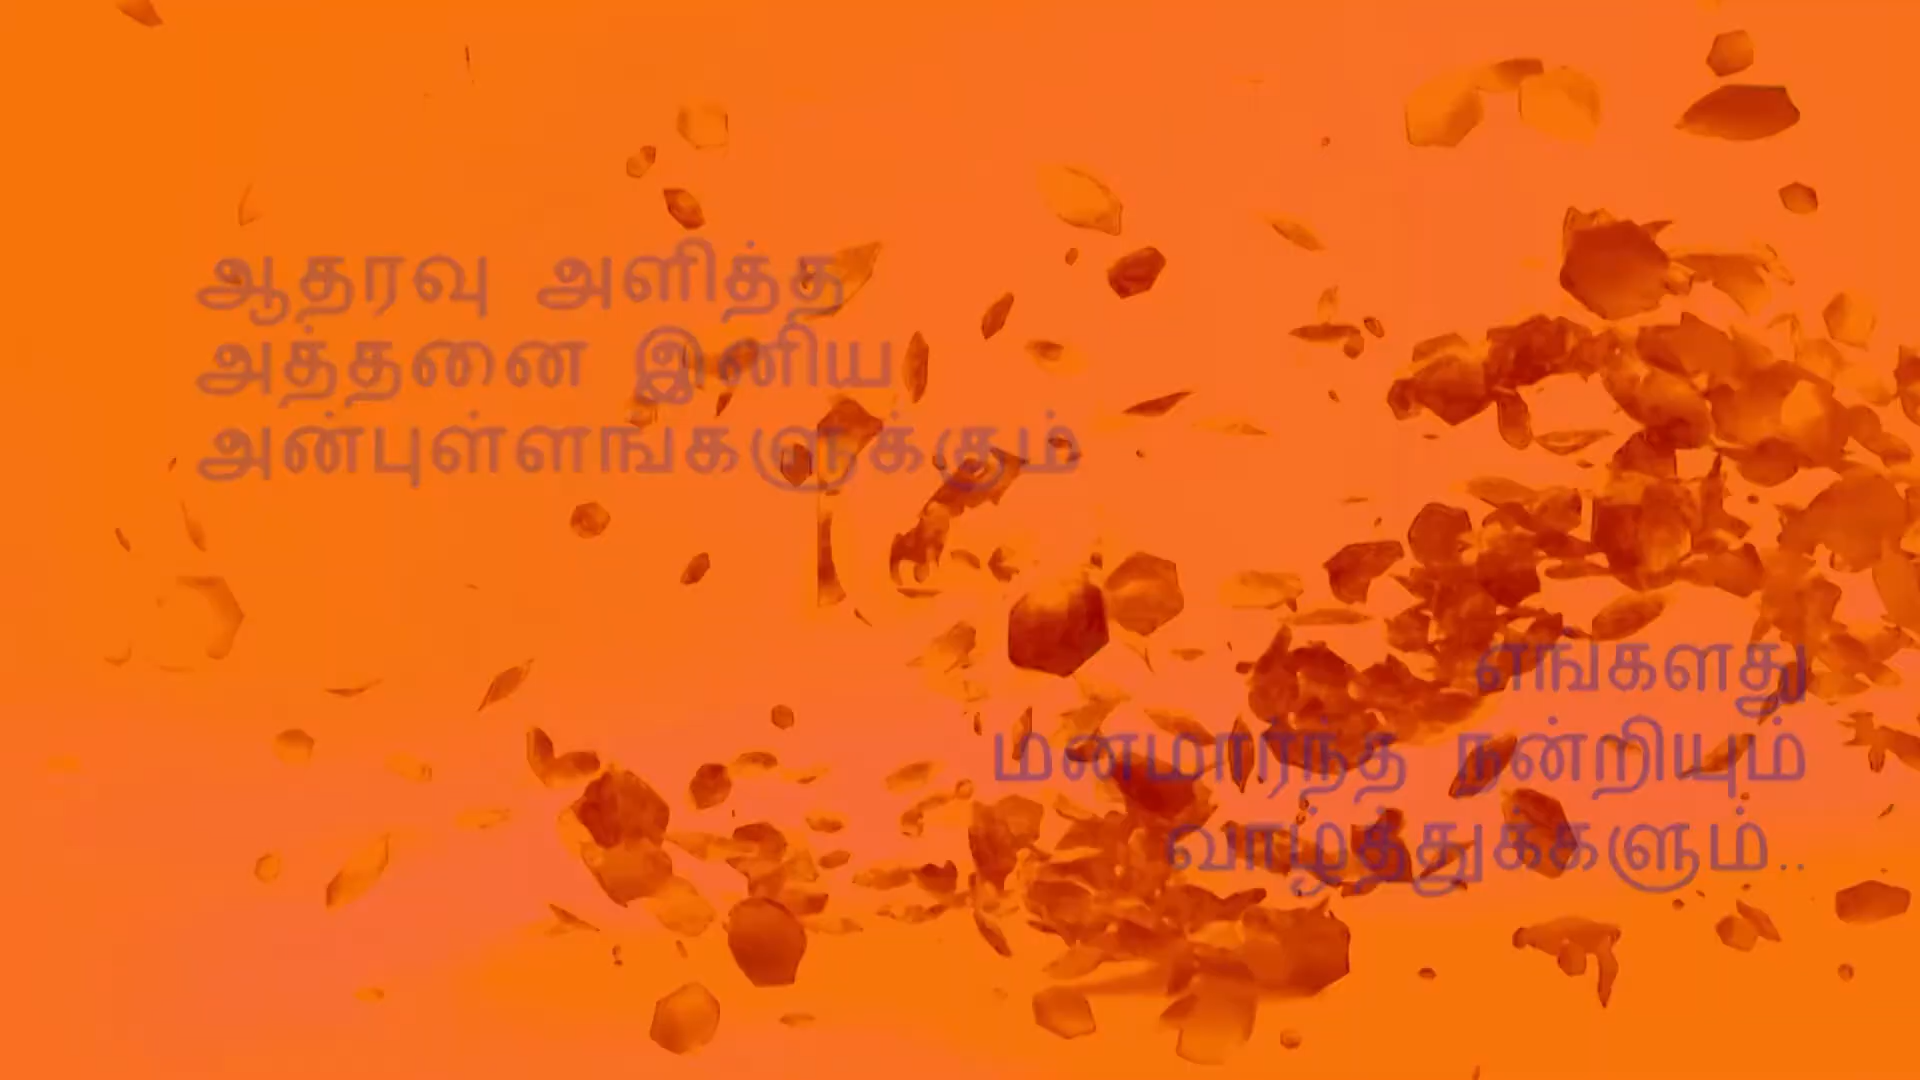 ஆதரவு அளித்த
அத்தனை இனிய
அன்புள்ளங்களுக்கும்
எங்களது
மனமார்ந்த நன்றியும்
வாழ்த்துக்களும்..